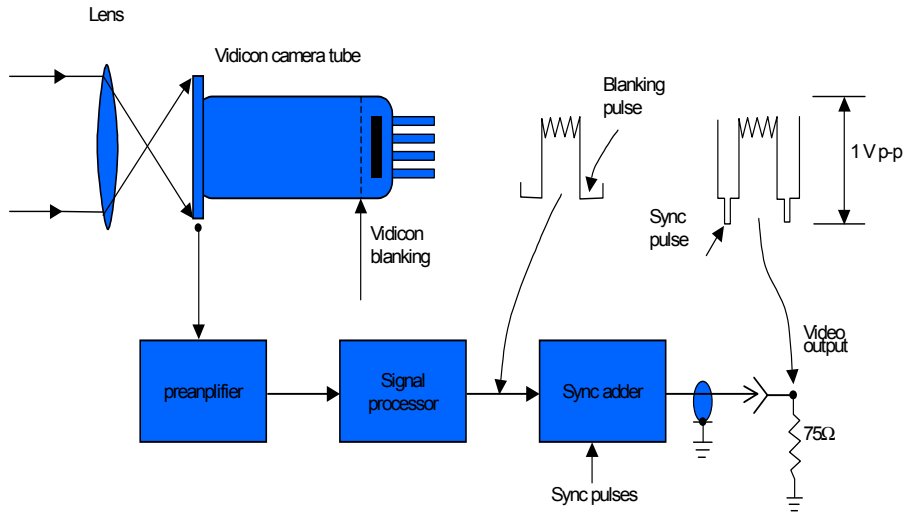 Lens
Vidicon camera tube
Blanking
pulse
1 V p-p
Sync
pulse
Vidicon
blanking
Video
output
preanplifier
Signal
processor
Sync adder
75Ω
Sync pulses